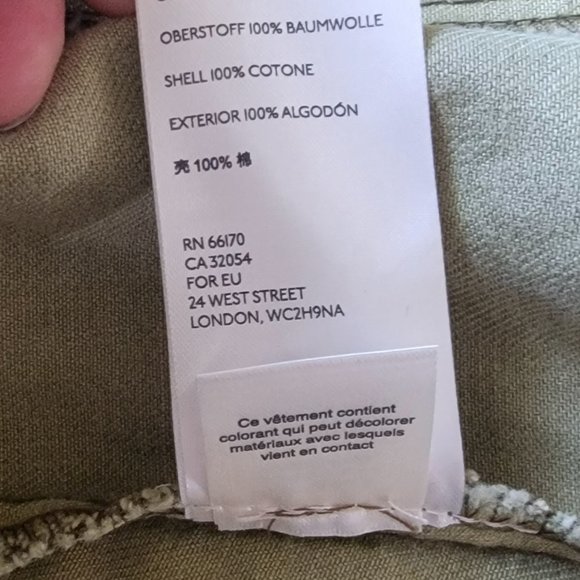 OBERSTOFF 100% BAUMWOLLE
SHELL 100% COTONE
EXTERIOR 100% ALGODÓN
売 100% 棉
RN 66170
CA 32054
FOR EU
24 WEST STREET
LONDON, WC2H9NA
Ce vêtement contient
colorant qui peut décolorer
matériaux avec lesquels
vient en contact